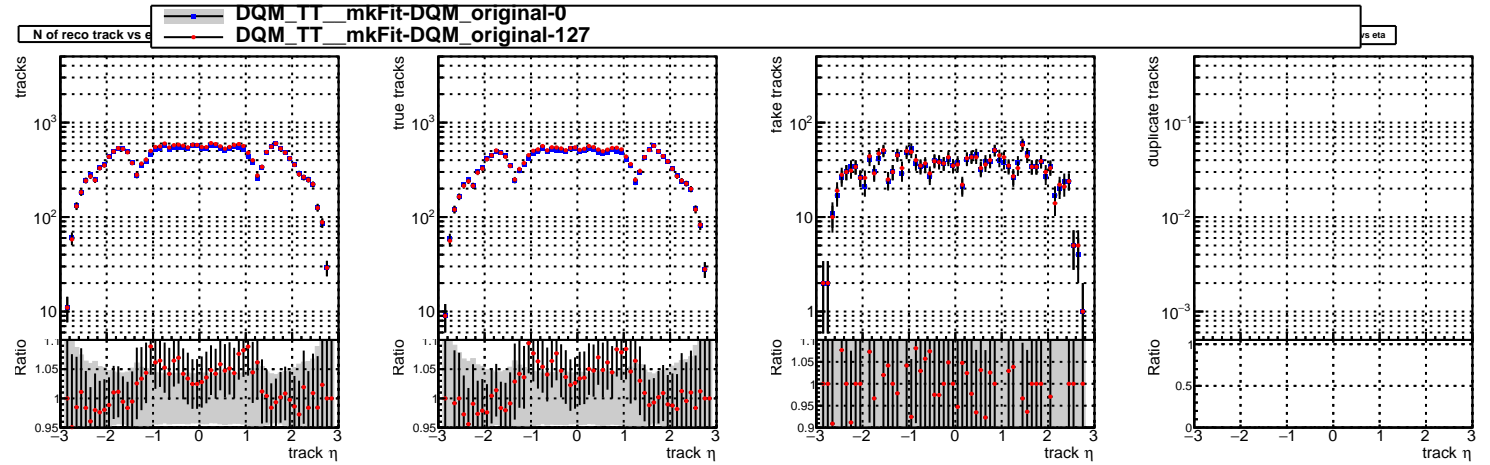 DQM_TT__mkFit-DQM_original-0
DQM_TT__mkFit-DQM_original-127
N of reco track vs e
vs eta
tracks
10³
10²
10
Ratio
1.1
1.05
1
0.95
−3 −2 −1 0 1 2 3
track η
true tracks
10³
10²
10
Ratio
1.1
1.05
1
0.95
−3 −2 −1 0 1 2 3
track η
fake tracks
10²
10
1
Ratio
1.1
1.05
1
0.95
0.9
−3 −2 −1 0 1 2 3
track η
duplicate tracks
10⁻¹
10⁻²
10⁻³
Ratio
1
0.5
0
−3 −2 −1 0 1 2 3
track η